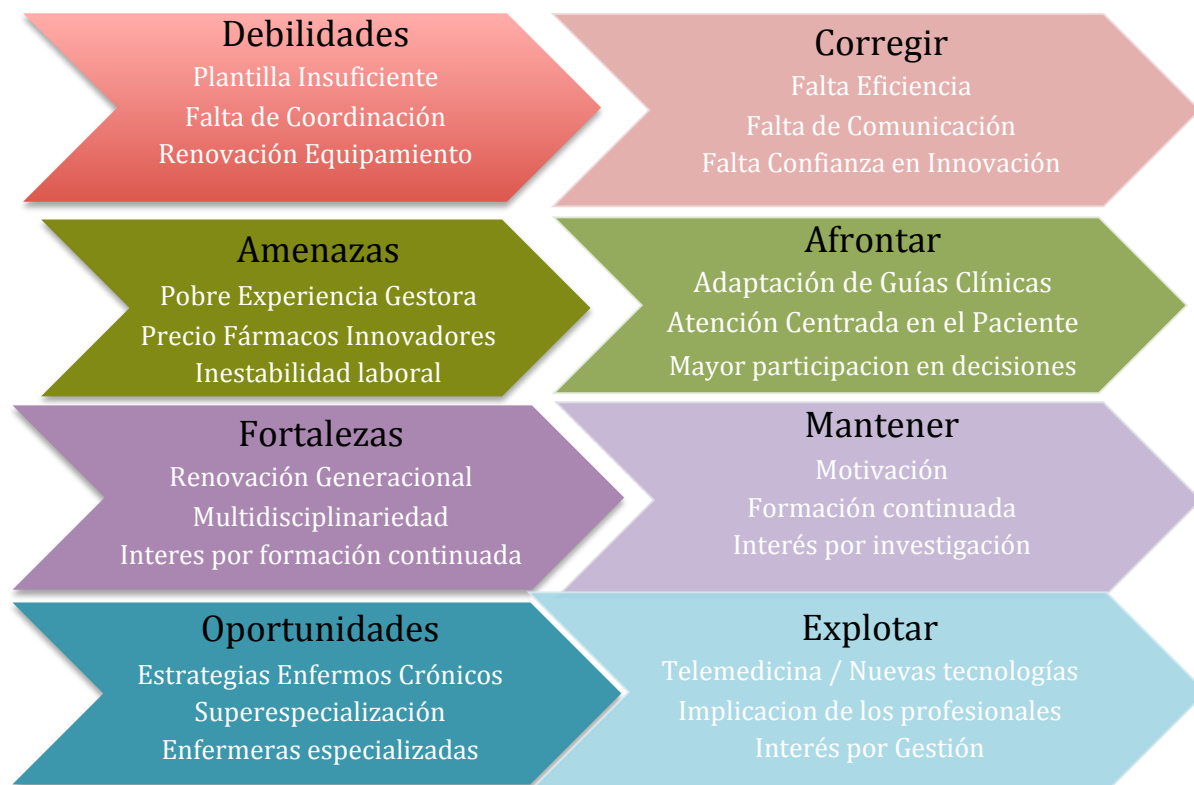 Debilidades
Plantilla Insuficiente
Falta de Coordinación
Renovación Equipamiento
Corregir
Falta Eficiencia
Falta de Comunicación
Falta Confianza en Innovación
Amenazas
Pobre Experiencia Gestora
Precio Fármacos Innovadores
Inestabilidad laboral
Afrontar
Adaptación de Guías Clínicas
Atención Centrada en el Paciente
Mayor participacion en decisiones
Fortalezas
Renovación Generacional
Multidisciplinariedad
Interes por formación continuada
Mantener
Motivación
Formación continuada
Interés por investigación
Oportunidades
Estrategias Enfermos Crónicos
Superespecialización
Enfermeras especializadas
Explotar
Telemedicina / Nuevas tecnologías
Implicacion de los profesionales
Interés por Gestión